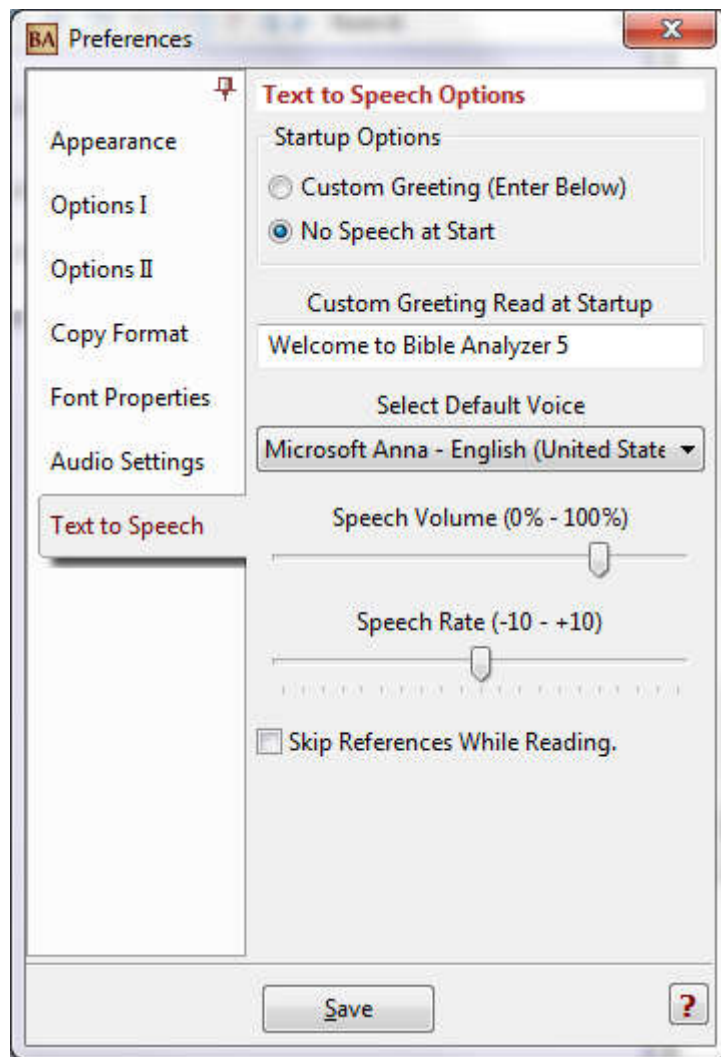 BA Preferences
Appearance
Options I
Options II
Copy Format
Font Properties
Audio Settings
Text to Speech
Text to Speech Options
Startup Options
Custom Greeting (Enter Below)
No Speech at Start
Custom Greeting Read at Startup
Welcome to Bible Analyzer 5
Select Default Voice
Microsoft Anna - English (United State
Speech Volume (0% - 100%)
Speech Rate (-10 - +10)
Skip References While Reading.
Save
?